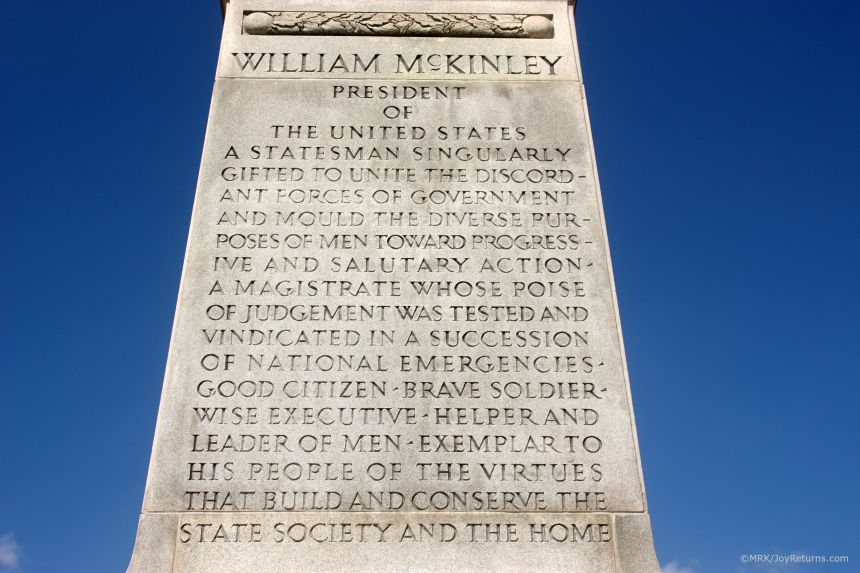 WILLIAM McKINLEY
PRESIDENT
OF
THE UNITED STATES
A STATESMAN SINGULARLY
GIFTED TO UNITE THE DISCORD-
ANT FORCES OF GOVERNMENT
AND MOULD THE DIVERSE PUR-
POSES OF MEN TOWARD PROGRESS-
IVE AND SALUTARY ACTION-
A MAGISTRATE WHOSE POISE
OF JUDGEMENT WAS TESTED AND
VINDICATED IN A SUCCESSION
OF NATIONAL EMERGENCIES-
GOOD CITIZEN-BRAVE SOLDIER-
WISE EXECUTIVE-HELPER AND
LEADER OF MEN-EXEMPLAR TO
HIS PEOPLE OF THE VIRTUES
THAT BUILD AND CONSERVE THE
STATE SOCIETY AND THE HOME
©MRK/JoyReturns.com